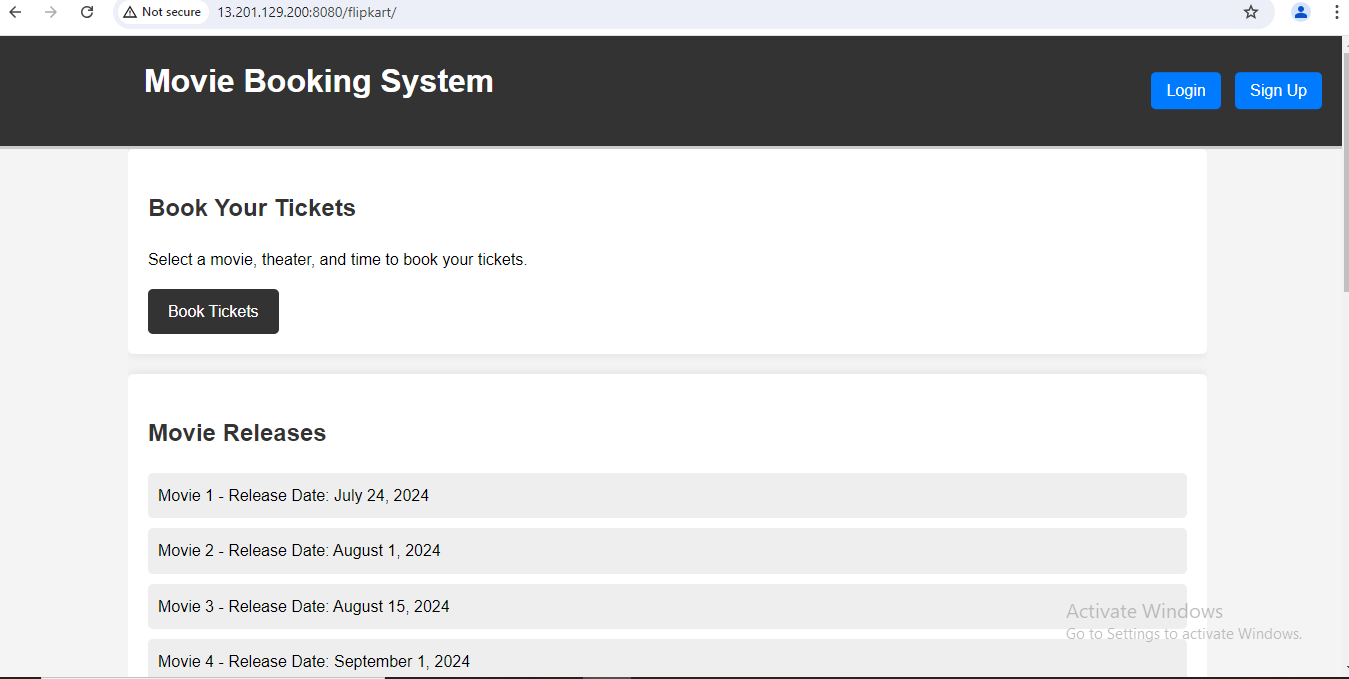 Not secure 13.201.129.200:8080/flipkart/
Movie Booking System
Login Sign Up
Book Your Tickets
Select a movie, theater, and time to book your tickets.
Book Tickets
Movie Releases
Movie 1 - Release Date: July 24, 2024
Movie 2 - Release Date: August 1, 2024
Movie 3 - Release Date: August 15, 2024
Activate Windows
Go to Settings to activate Windows.
Movie 4 - Release Date: September 1, 2024